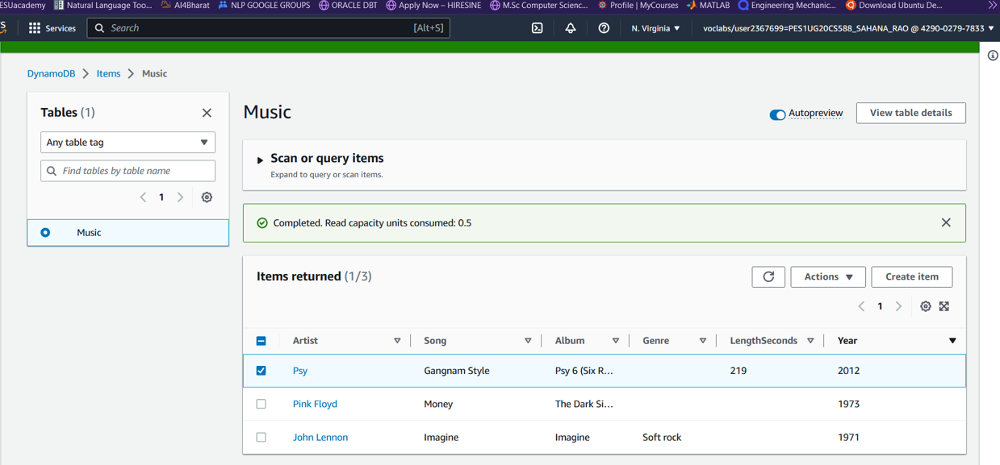 ESUacademy Natural Language Too... AI4Bharat NLP GOOGLE GROUPS ORACLE DBT Apply Now – HIRESINE M.Sc Computer Scienc... Profile | MyCourses MATLAB Engineering Mechanic... Download Ubuntu De...
Services Search [Alt+S] N. Virginia voclabs/user2367699=PES1UG20CS588_SAHANA_RAO @ 4290-0279-7833
DynamoDB Items Music
Tables (1)
Any table tag
Find tables by table name
1
Music
Music
Autopreview View table details
Scan or query items
Expand to query or scan items.
Completed. Read capacity units consumed: 0.5
Items returned (1/3)
Actions Create item
1
Artist Song Album Genre LengthSeconds Year
Psy Gangnam Style Psy 6 (Six R... 219 2012
Pink Floyd Money The Dark Si... 1973
John Lennon Imagine Imagine Soft rock 1971